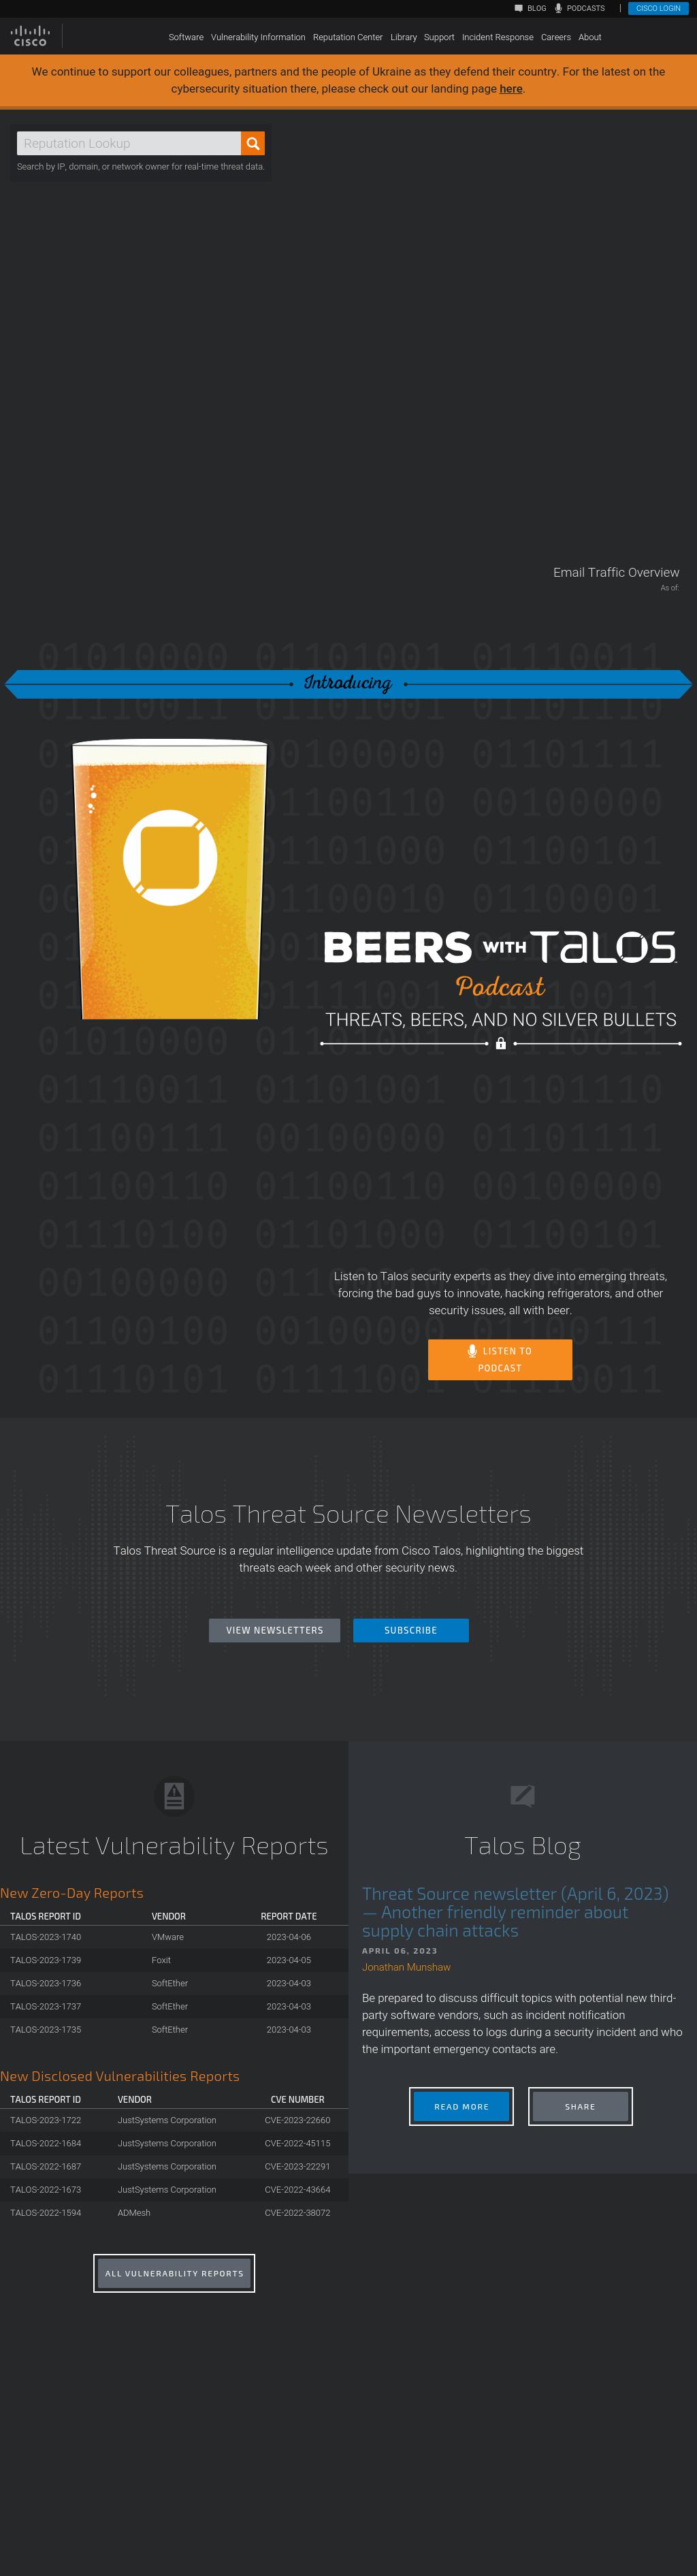 BLOG PODCASTS | CISCO LOGIN
CISCO
Software Vulnerability Information Reputation Center Library Support Incident Response Careers About
We continue to support our colleagues, partners and the people of Ukraine as they defend their country. For the latest on the
cybersecurity situation there, please check out our landing page here.
Reputation Lookup
Search by IP, domain, or network owner for real-time threat data.
Email Traffic Overview
As of:
Introducing
BEERS WITH TALOS
Podcast
THREATS, BEERS, AND NO SILVER BULLETS
Listen to Talos security experts as they dive into emerging threats,
forcing the bad guys to innovate, hacking refrigerators, and other
security issues, all with beer.
LISTEN TO
PODCAST
Talos Threat Source Newsletters
Talos Threat Source is a regular intelligence update from Cisco Talos, highlighting the biggest
threats each week and other security news.
VIEW NEWSLETTERS SUBSCRIBE
Latest Vulnerability Reports
New Zero-Day Reports
TALOS REPORT ID VENDOR REPORT DATE
TALOS-2023-1740 VMware 2023-04-06
TALOS-2023-1739 Foxit 2023-04-05
TALOS-2023-1736 SoftEther 2023-04-03
TALOS-2023-1737 SoftEther 2023-04-03
TALOS-2023-1735 SoftEther 2023-04-03
New Disclosed Vulnerabilities Reports
TALOS REPORT ID VENDOR CVE NUMBER
TALOS-2023-1722 JustSystems Corporation CVE-2023-22660
TALOS-2022-1684 JustSystems Corporation CVE-2022-45115
TALOS-2022-1687 JustSystems Corporation CVE-2023-22291
TALOS-2022-1673 JustSystems Corporation CVE-2022-43664
TALOS-2022-1594 ADMesh CVE-2022-38072
ALL VULNERABILITY REPORTS
Talos Blog
Threat Source newsletter (April 6, 2023)
— Another friendly reminder about
supply chain attacks
APRIL 06, 2023
Jonathan Munshaw
Be prepared to discuss difficult topics with potential new third-
party software vendors, such as incident notification
requirements, access to logs during a security incident and who
the important emergency contacts are.
READ MORE SHARE